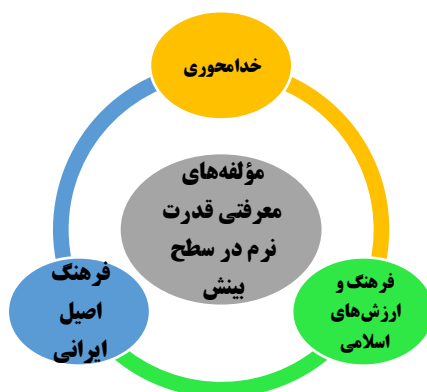 خدامحوری
مؤلفه‌های
معرفتی قدرت
نرم در سطح
بینش
فرهنگ و
ارزش‌های
اسلامی
فرهنگ
اصیل
ایرانی